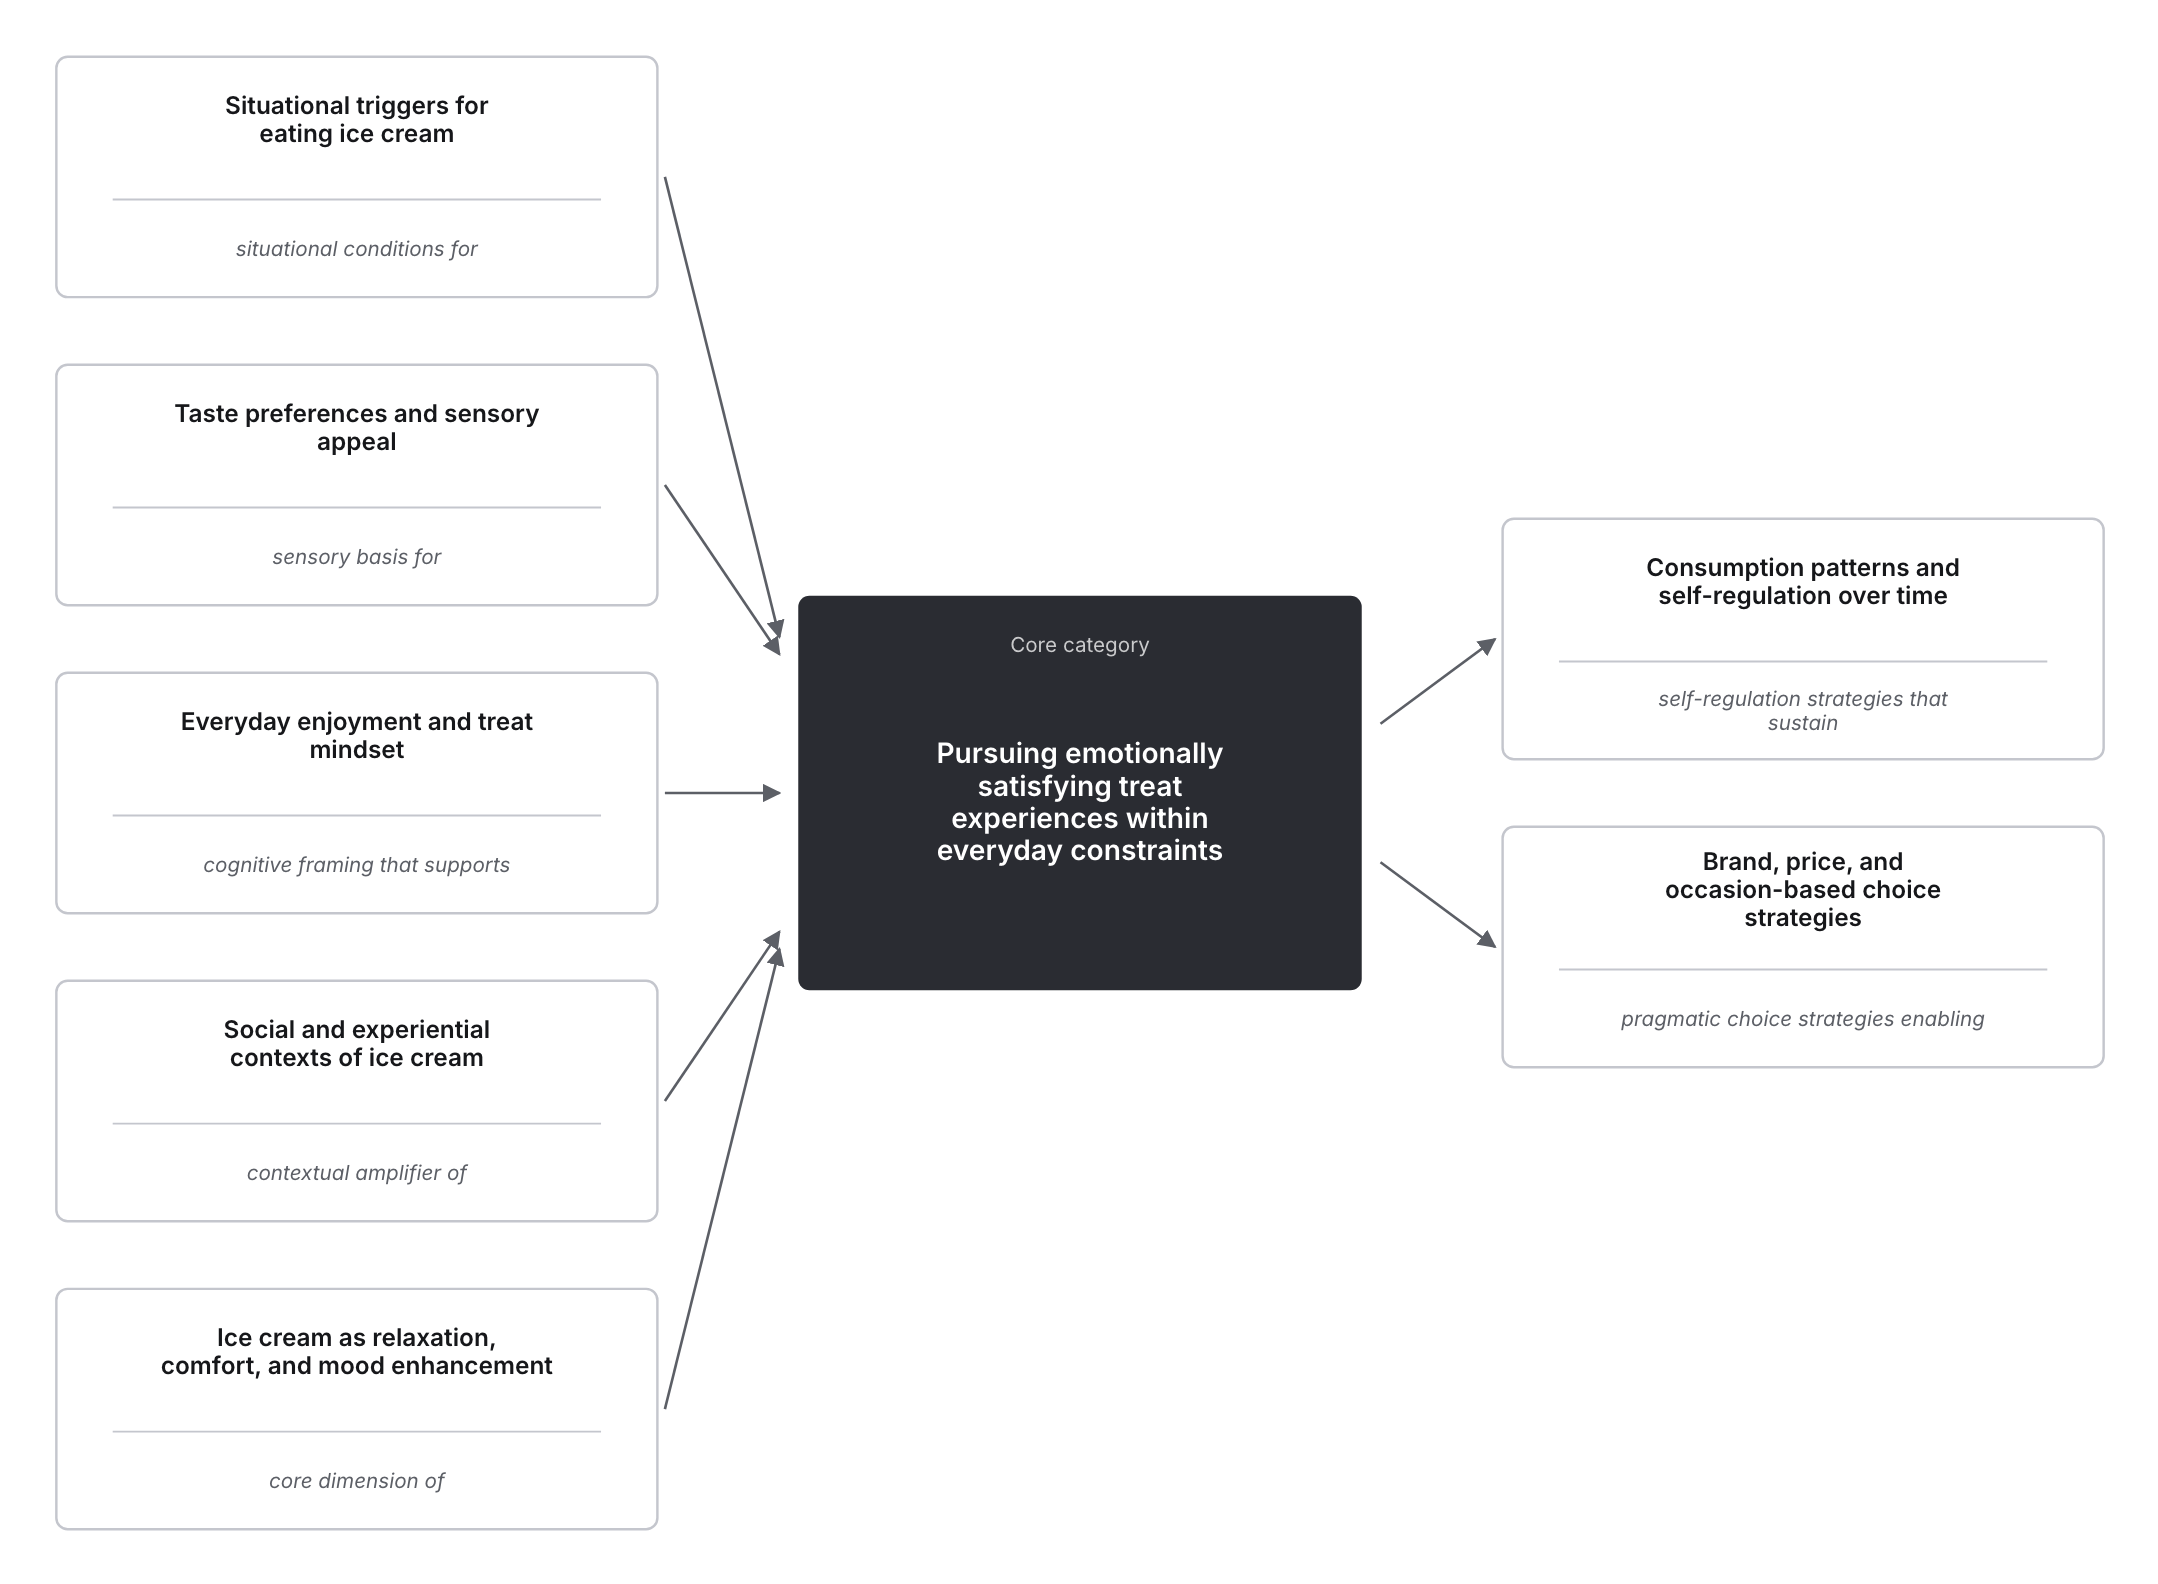 Situational triggers for
eating ice cream
situational conditions for
Taste preferences and sensory
appeal
sensory basis for
Everyday enjoyment and treat
mindset
cognitive framing that supports
Social and experiential
contexts of ice cream
contextual amplifier of
Ice cream as relaxation,
comfort, and mood enhancement
core dimension of
Core category
Pursuing emotionally
satisfying treat
experiences within
everyday constraints
Consumption patterns and
self-regulation over time
self-regulation strategies that
sustain
Brand, price, and
occasion-based choice
strategies
pragmatic choice strategies enabling